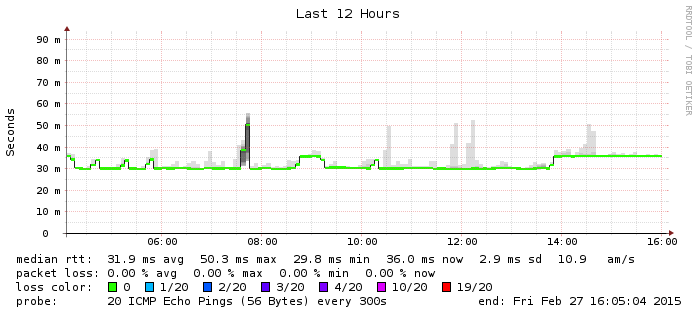 Last 12 Hours
RRDTOOL / TOBI OETIKER
Seconds
90 m
80 m
70 m
60 m
50 m
40 m
30 m
20 m
10 m
0
06:00 08:00 10:00 12:00 14:00 16:00
median rtt: 31.9 ms avg 50.3 ms max 29.8 ms min 36.0 ms now 2.9 ms sd 10.9 am/s
packet loss: 0.00 % avg 0.00 % max 0.00 % min 0.00 % now
loss color: 0 1/20 2/20 3/20 4/20 10/20 19/20
probe: 20 ICMP Echo Pings (56 Bytes) every 300s end: Fri Feb 27 16:05:04 2015